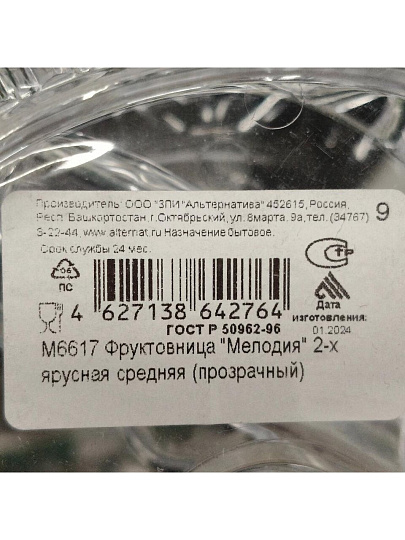 Производитель: ООО "ЗПИ "Альтернатива" 452615, Россия,
Респ. Башкортостан, г.Октябрьский, ул. 8марта, 9а, тел. (34767)
3-22-44, www.alternat.ru Назначение бытовое.
9
Срок службы 24 мес.
06
ПС
4 627138 642764
ГОСТ Р 50962-96
Дата
изготовления:
01.2024
М6617 Фруктовница "Мелодия" 2-х
ярусная средняя (прозрачный)